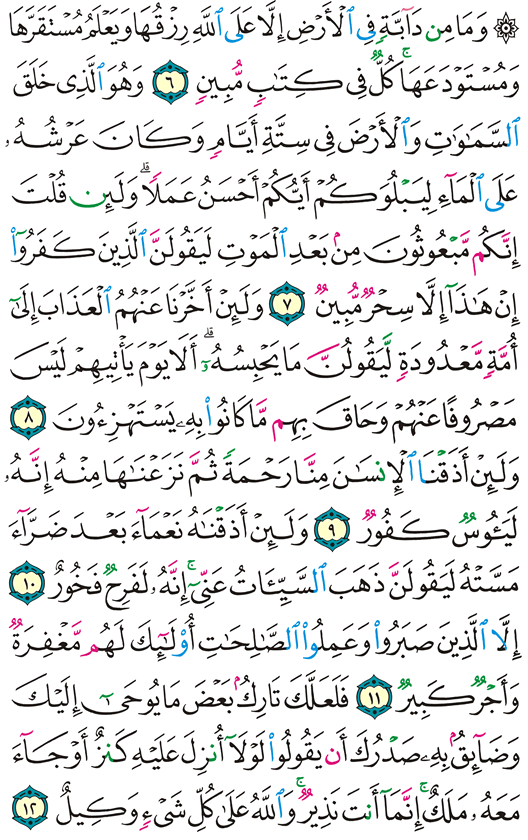 ۞ وَمَا مِن دَآبَّةٍ فِى ٱلْأَرْضِ إِلَّا عَلَى ٱللَّهِ رِزْقُهَا وَيَعْلَمُ مُسْتَقَرَّهَا
وَمُسْتَوْدَعَهَا ۚ كُلٌّ فِى كِتَٰبٍ مُّبِينٍ ٦ وَهُوَ ٱلَّذِى خَلَقَ
ٱلسَّمَٰوَٰتِ وَٱلْأَرْضَ فِى سِتَّةِ أَيَّامٍ وَكَانَ عَرْشُهُۥ
عَلَى ٱلْمَآءِ لِيَبْلُوَكُمْ أَيُّكُمْ أَحْسَنُ عَمَلًا ۗ وَلَئِن قُلْتَ
إِنَّكُم مَّبْعُوثُونَ مِنۢ بَعْدِ ٱلْمَوْتِ لَيَقُولَنَّ ٱلَّذِينَ كَفَرُوٓا۟
إِنْ هَٰذَآ إِلَّا سِحْرٌ مُّبِينٌ ٧ وَلَئِنْ أَخَّرْنَا عَنْهُمُ ٱلْعَذَابَ إِلَىٰٓ
أُمَّةٍ مَّعْدُودَةٍ لَّيَقُولُنَّ مَا يَحْبِسُهُۥٓ ۗ أَلَا يَوْمَ يَأْتِيهِمْ لَيْسَ
مَصْرُوفًا عَنْهُمْ وَحَاقَ بِهِم مَّا كَانُوا۟ بِهِۦ يَسْتَهْزِءُونَ ٨
وَلَئِنْ أَذَقْنَا ٱلْإِنسَٰنَ مِنَّا رَحْمَةً ثُمَّ نَزَعْنَٰهَا مِنْهُ إِنَّهُۥ
لَيَـُٔوسٌ كَفُورٌ ٩ وَلَئِنْ أَذَقْنَٰهُ نَعْمَآءَ بَعْدَ ضَرَّآءَ
مَسَّتْهُ لَيَقُولَنَّ ذَهَبَ ٱلسَّيِّـَٔاتُ عَنِّىٓ ۚ إِنَّهُۥ لَفَرِحٌ فَخُورٌ ١٠
إِلَّا ٱلَّذِينَ صَبَرُوا۟ وَعَمِلُوا۟ ٱلصَّٰلِحَٰتِ أُو۟لَٰٓئِكَ لَهُم مَّغْفِرَةٌ
وَأَجْرٌ كَبِيرٌ ١١ فَلَعَلَّكَ تَارِكٌۢ بَعْضَ مَا يُوحَىٰٓ إِلَيْكَ
وَضَآئِقٌۢ بِهِۦ صَدْرُكَ أَن يَقُولُوا۟ لَوْلَآ أُنزِلَ عَلَيْهِ كَنزٌ أَوْ جَآءَ
مَعَهُۥ مَلَكٌ ۚ إِنَّمَآ أَنتَ نَذِيرٌ ۚ وَٱللَّهُ عَلَىٰ كُلِّ شَىْءٍ وَكِيلٌ ١٢